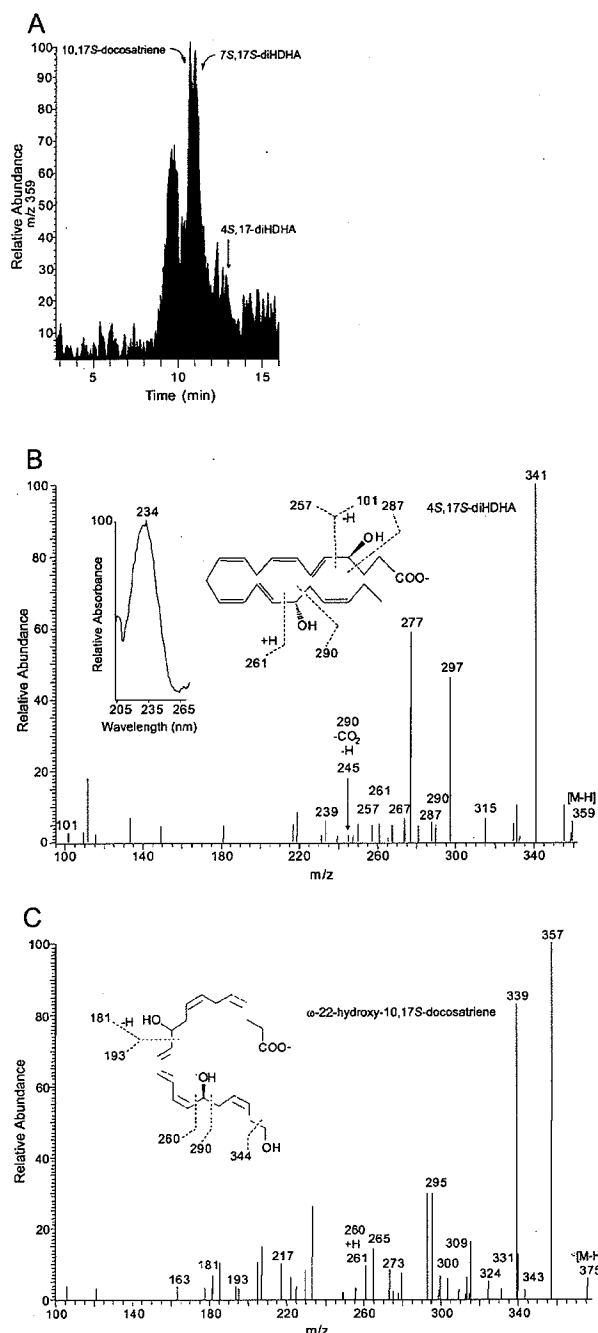 A
10,17S-docosatriene
7S,17S-diHDHA
4S,17-diHDHA
Relative Abundance
m/z 359
100
90
80
70
60
50
40
30
20
10
5
10
15
Time (min)
B
Relative Abundance
100
80
60
40
20
0
341
4S,17S-diHDHA
257
101
-H
287
OH
COO-
OH
+H
261
290
100
234
Relative Absorbance
205 235 265
Wavelength (nm)
277
297
290
-CO2
-H
245
101
239
257
261
267
287
290
315
[M-H]
359
100
140
180
220
260
300
340
m/z
C
Relative Abundance
100
80
60
40
20
0
357
339
ω-22-hydroxy-10,17S-docosatriene
181
-H
HO
193
COO-
OH
260
290
344
OH
295
260
+H
261
265
309
163
181
193
217
273
300
324
331
343
[M-H]
375
100
140
180
220
260
300
340
m/z